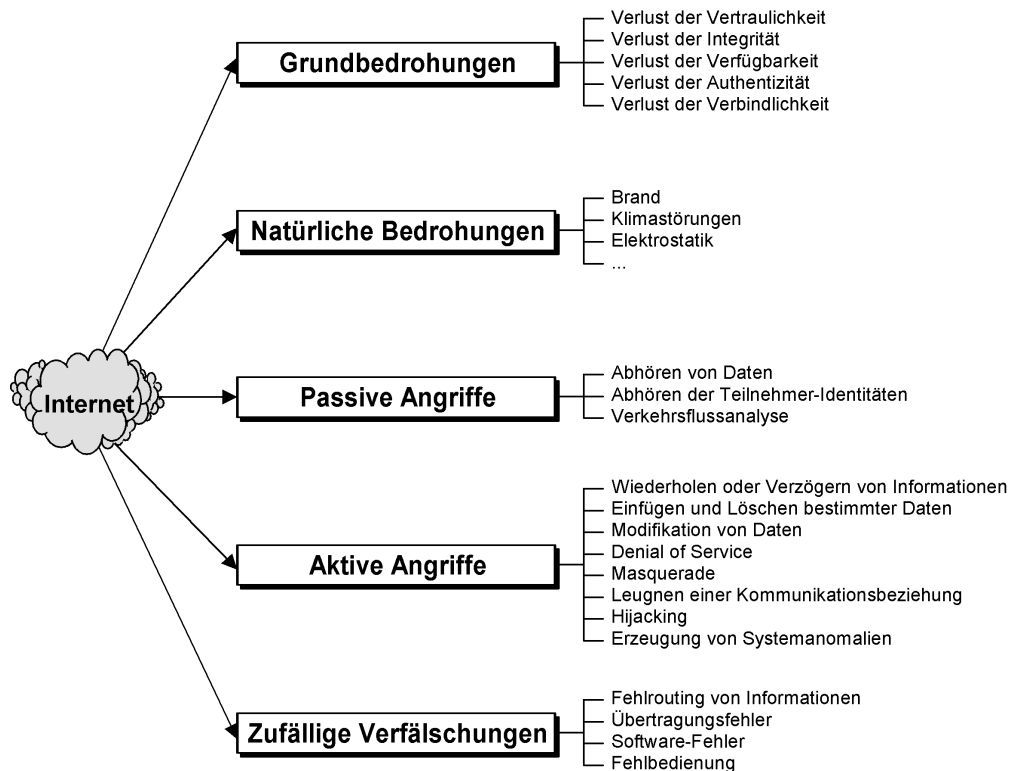 Grundbedrohungen
Verlust der Vertraulichkeit
Verlust der Integrität
Verlust der Verfügbarkeit
Verlust der Authentizität
Verlust der Verbindlichkeit
Natürliche Bedrohungen
Brand
Klimastörungen
Elektrostatik
...
Internet
Passive Angriffe
Abhören von Daten
Abhören der Teilnehmer-Identitäten
Verkehrsflussanalyse
Aktive Angriffe
Wiederholen oder Verzögern von Informationen
Einfügen und Löschen bestimmter Daten
Modifikation von Daten
Denial of Service
Masquerade
Leugnen einer Kommunikationsbeziehung
Hijacking
Erzeugung von Systemanomalien
Zufällige Verfälschungen
Fehlrouting von Informationen
Übertragungsfehler
Software-Fehler
Fehlbedienung